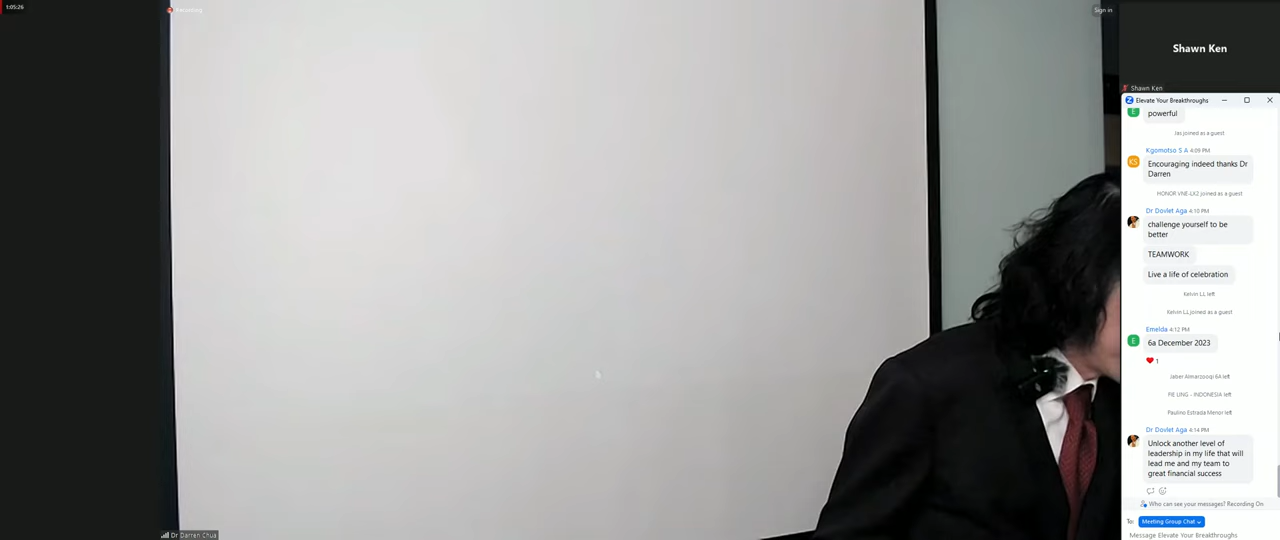 1:05:26
Recording
Sign in
Shawn Ken
Shawn Ken
Elevate Your Breakthroughs
powerful
Jax joined as a guest
Kgomotso S A 4:09 PM
KS
Encouraging indeed thanks Dr
Darren
HONOR VNE-LX2 joined as a guest
Dr Dovlet Aga 4:10 PM
challenge yourself to be
better
TEAMWORK
Live a life of celebration
Kelvin LL left
Kelvin LL joined as a guest
Emelda 4:12 PM
E
6a December 2023
1
Jaber Almarzooqi 6A left
PIE LING - INDONESIA left
Paulino Estrada Menor left
Dr Dovlet Aga 4:14 PM
Unlock another level of
leadership in my life that will
lead me and my team to
great financial success
Who can see your messages? Recording On
To: Meeting Group Chat
Message Elevate Your Breakthroughs
Dr Darren Chua